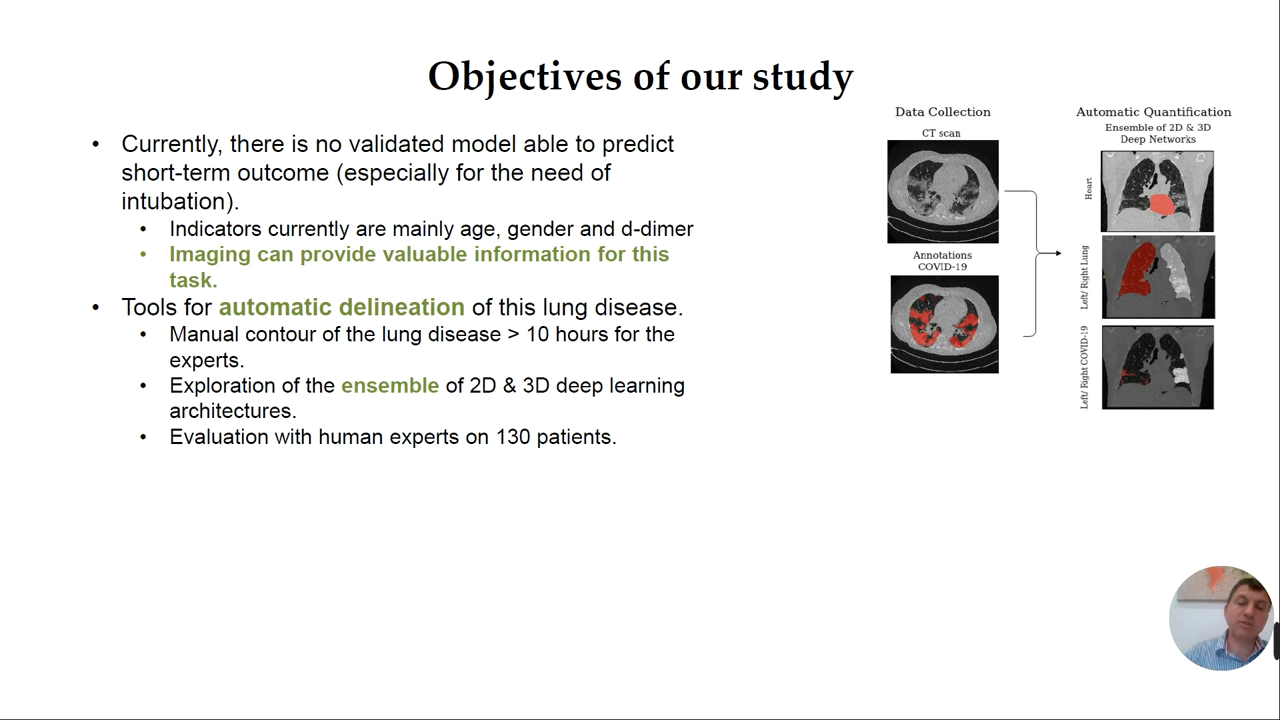 Objectives of our study
• Currently, there is no validated model able to predict
short-term outcome (especially for the need of
intubation).
• Indicators currently are mainly age, gender and d-dimer
• Imaging can provide valuable information for this
task.
• Tools for automatic delineation of this lung disease.
• Manual contour of the lung disease > 10 hours for the
experts.
• Exploration of the ensemble of 2D & 3D deep learning
architectures.
• Evaluation with human experts on 130 patients.
Data Collection
CT scan
Annotations
COVID-19
Automatic Quantification
Ensemble of 2D & 3D
Deep Networks
Heart
Left/ Right Lung
Left/ Right COVID-19